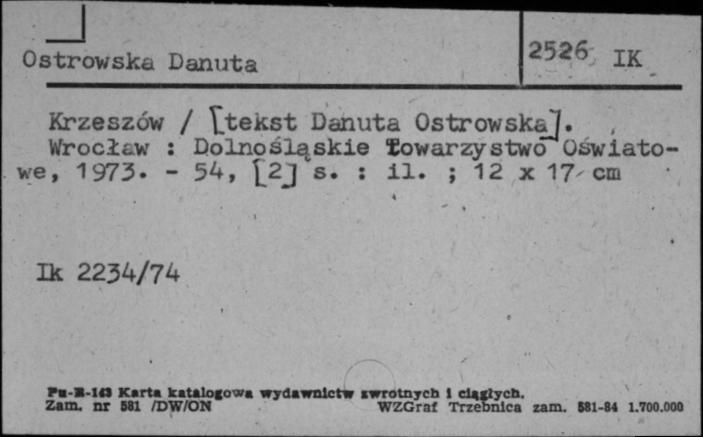 Ostrowska Danuta
2526 IK
Krzeszów / [tekst Danuta Ostrowska].
Wrocław : Dolnośląskie Towarzystwo Oświato-
we, 1973. - 54, [2] s. : il. ; 12 x 17 cm
Ik 2234/74
Pu-B-143 Karta katalogowa wydawnictw zwrotnych i ciągłych.
Zam. nr 581 /DW/ON WZGraf Trzebnica zam. 581-84 1.700.000